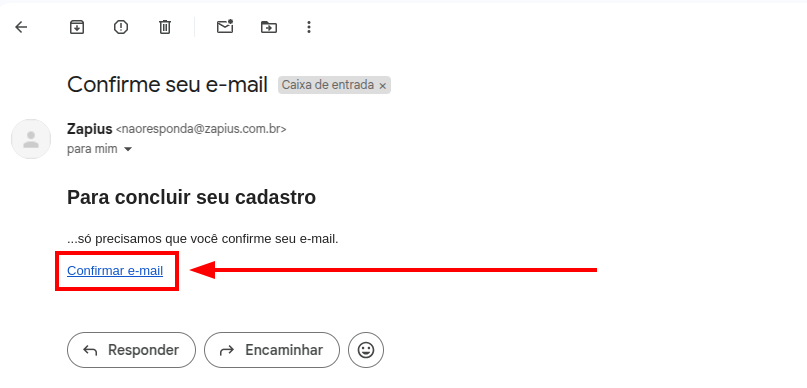 Confirme seu e-mail Caixa de entrada ×
Zapius <naoresponda@zapius.com.br>
para mim
Para concluir seu cadastro
...só precisamos que você confirme seu e-mail.
Confirmar e-mail
Responder Encaminhar